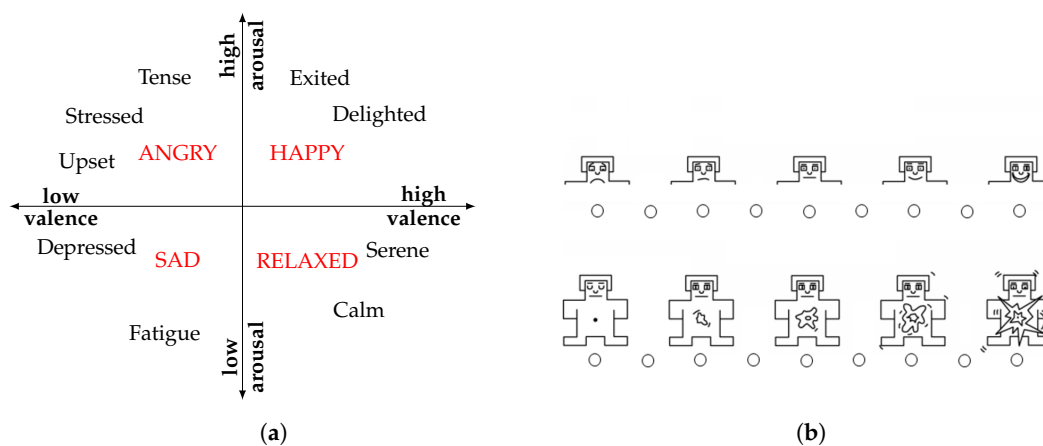 high
arousal
Tense
Exited
Stressed
Delighted
Upset
ANGRY
HAPPY
low
valence
high
valence
Depressed
SAD
RELAXED
Serene
Calm
Fatigue
low
arousal
(a)
(b)